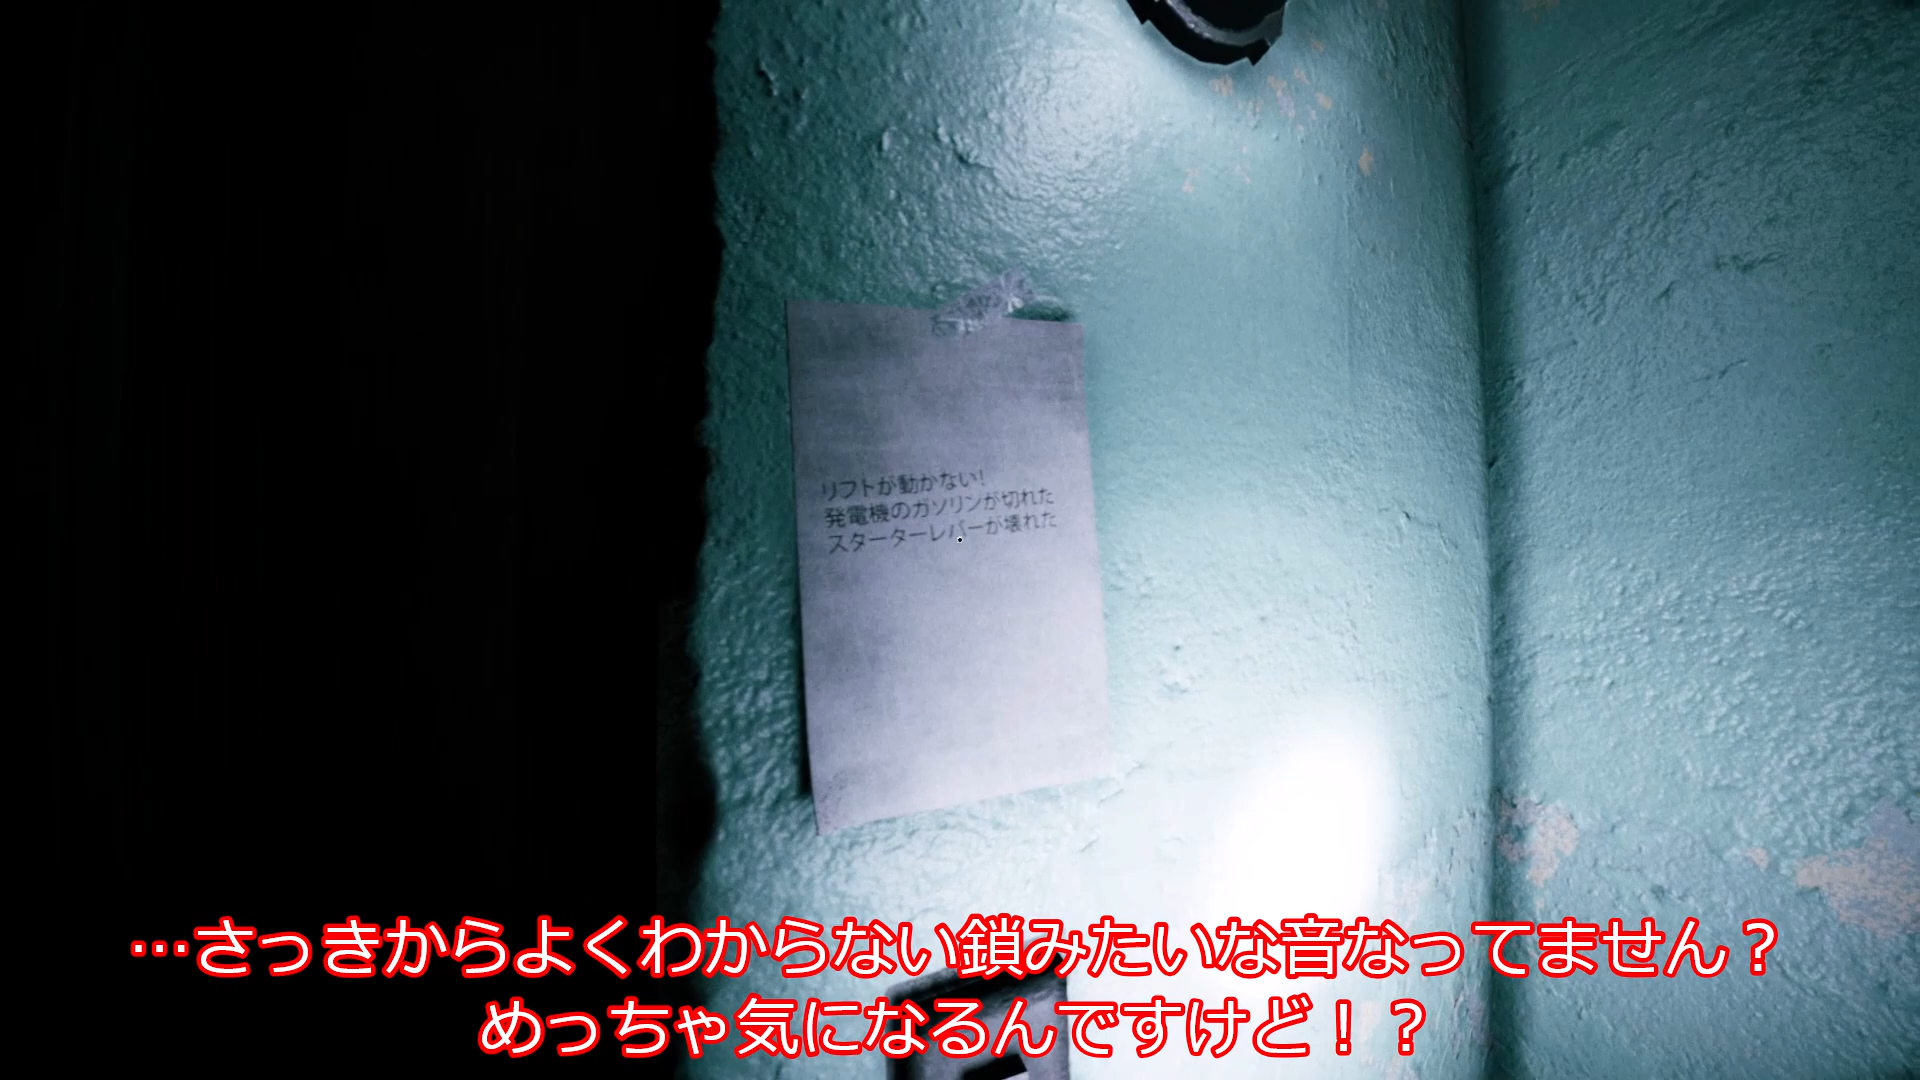 リフトが動かない!
発電機のガソリンが切れた
スターターレバーが壊れた
…さっきからよくわからない鎖みたいな音なってません？
めっちゃ気になるんですけど！？